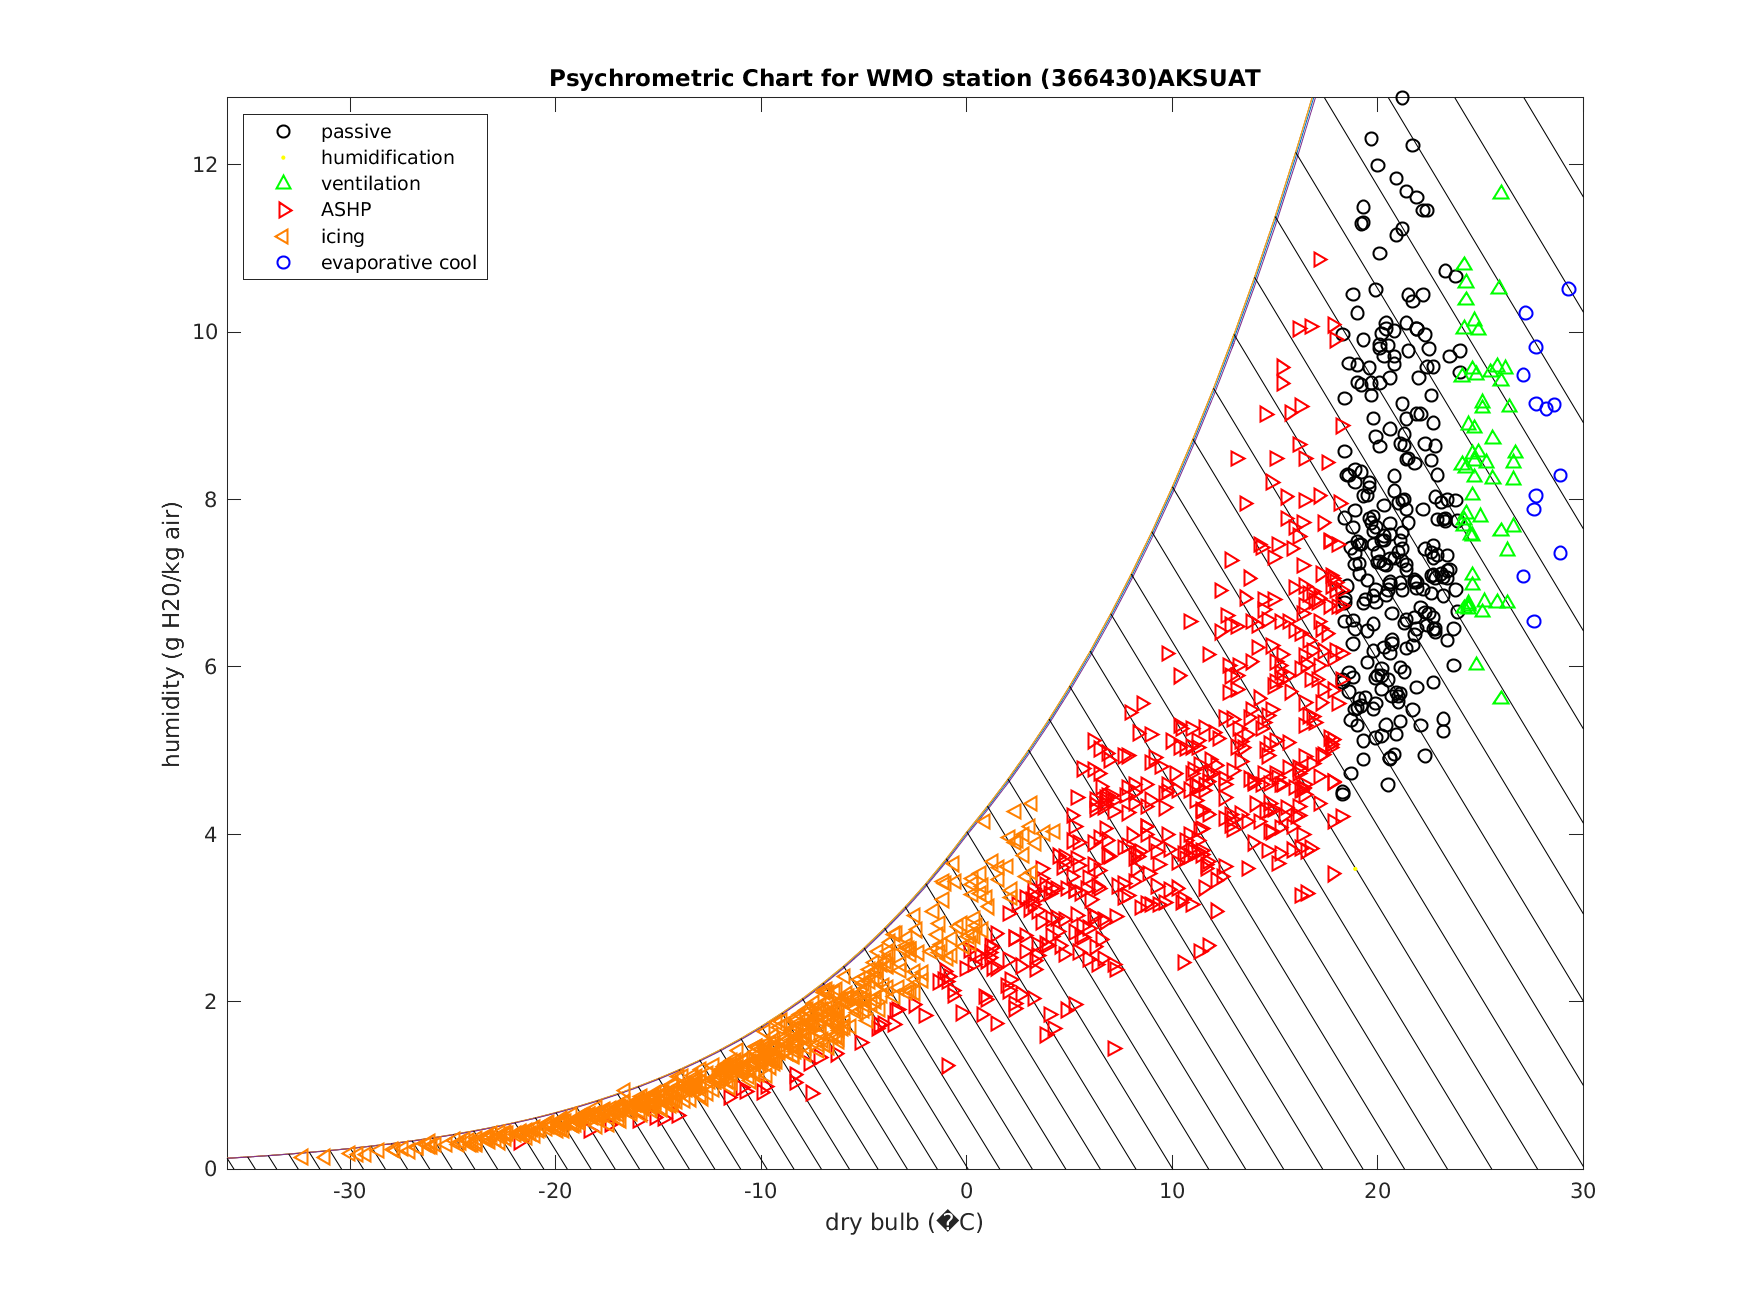 Psychrometric Chart for WMO station (366430)AKSUAT
passive
humidification
ventilation
ASHP
icing
evaporative cool
humidity (g H20/kg air)
12
10
8
6
4
2
0
-30 -20 -10 0 10 20 30
dry bulb (�C)